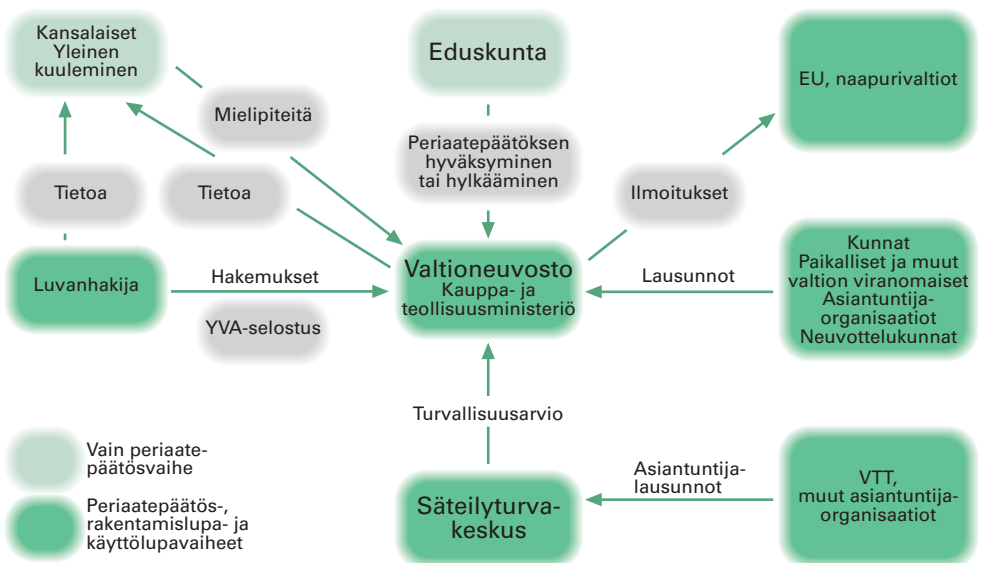 Kansalaiset
Yleinen
kuuleminen
Eduskunta
EU, naapurivaltiot
Mielipiteitä
Periaatepäätöksen
hyväksyminen
tai hylkääminen
Tietoa
Tietoa
Ilmoitukset
Luvanhakija
Hakemukset
YVA-selostus
Valtioneuvosto
Kauppa- ja
teollisuusministeriö
Lausunnot
Kunnat
Paikalliset ja muut
valtion viranomaiset
Asiantuntija-
organisaatiot
Neuvottelukunnat
Turvallisuusarvio
Vain periaate-
päätösvaihe
Periaatepäätös-,
rakentamislupa- ja
käyttölupavaiheet
Säteilyturva-
keskus
Asiantuntija-
lausunnot
VTT,
muut asiantuntija-
organisaatiot